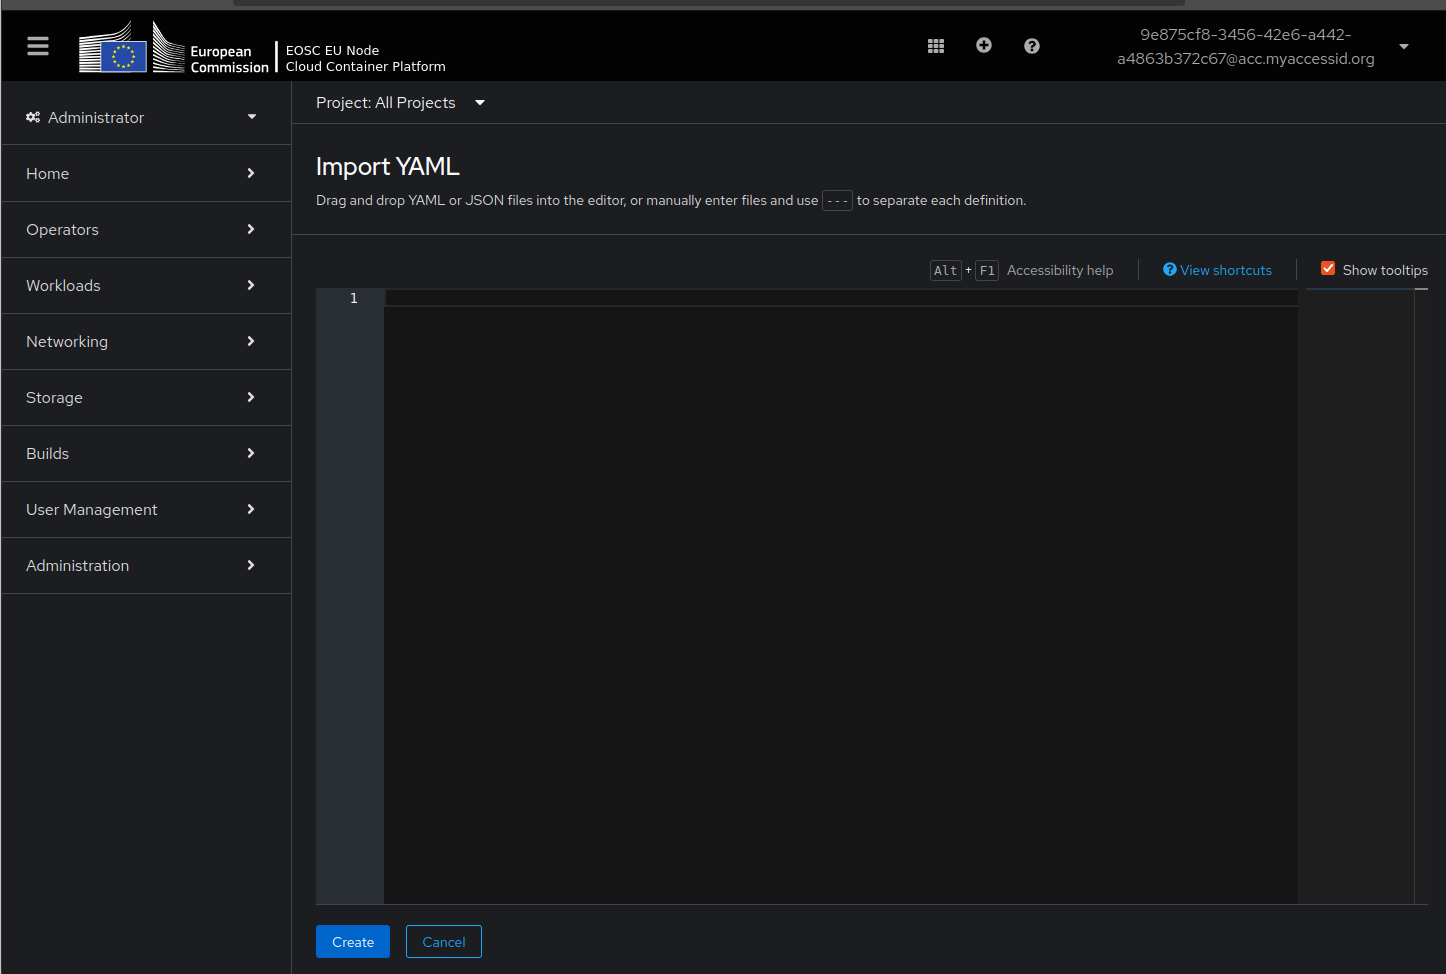 European
Commission
EOSC EU Node
Cloud Container Platform
9e875cf8-3456-42e6-a442-
a4863b372c67@acc.myaccessid.org
Administrator
Home
Operators
Workloads
Networking
Storage
Builds
User Management
Administration
Project: All Projects
Import YAML
Drag and drop YAML or JSON files into the editor, or manually enter files and use --- to separate each definition.
Alt + F1 Accessibility help
View shortcuts
Show tooltips
1
Create
Cancel